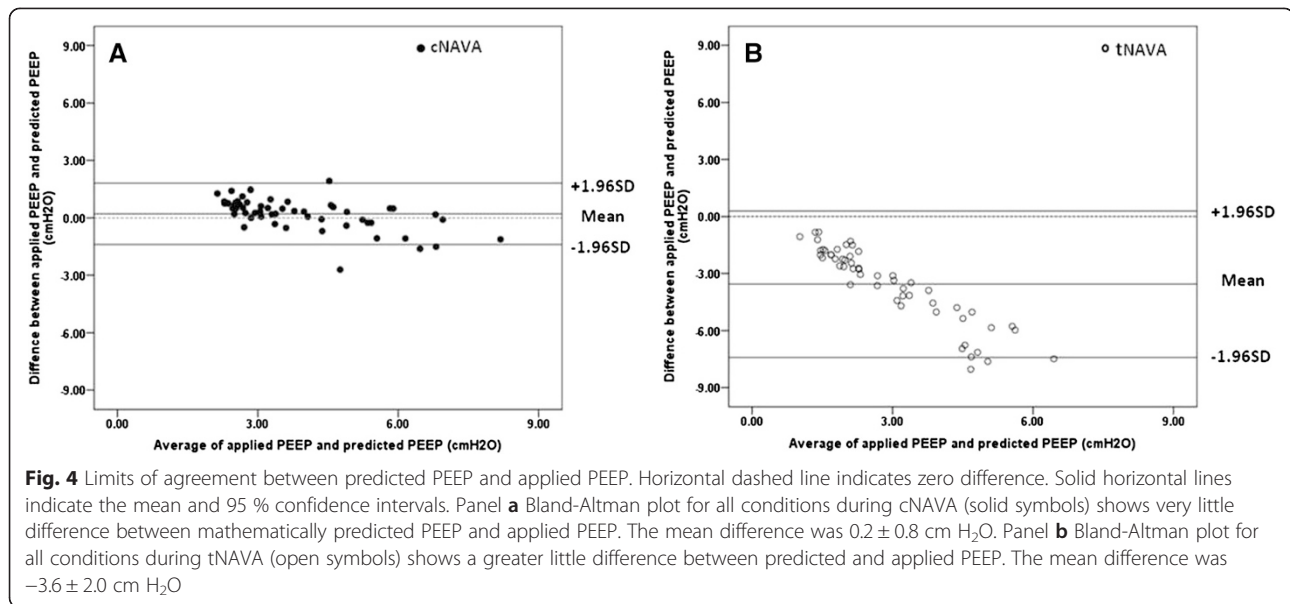 A
cNAVA
9.00
6.00
3.00
0.00
-3.00
-6.00
-9.00
Diffence between applied PEEP and predicted PEEP
(cmH2O)
+1.96SD
Mean
-1.96SD
0.00 3.00 6.00 9.00
Average of applied PEEP and predicted PEEP (cmH2O)
B
tNAVA
9.00
6.00
3.00
0.00
-3.00
-6.00
-9.00
Difference between applied PEEP and predicted PEEP
(cmH2O)
+1.96SD
Mean
-1.96SD
0.00 3.00 6.00 9.00
Average of applied PEEP and predicted PEEP (cmH2O)
Fig. 4 Limits of agreement between predicted PEEP and applied PEEP. Horizontal dashed line indicates zero difference. Solid horizontal lines
indicate the mean and 95 % confidence intervals. Panel a Bland-Altman plot for all conditions during cNAVA (solid symbols) shows very little
difference between mathematically predicted PEEP and applied PEEP. The mean difference was 0.2 ± 0.8 cm H₂O. Panel b Bland-Altman plot for
all conditions during tNAVA (open symbols) shows a greater little difference between predicted and applied PEEP. The mean difference was
−3.6 ± 2.0 cm H₂O